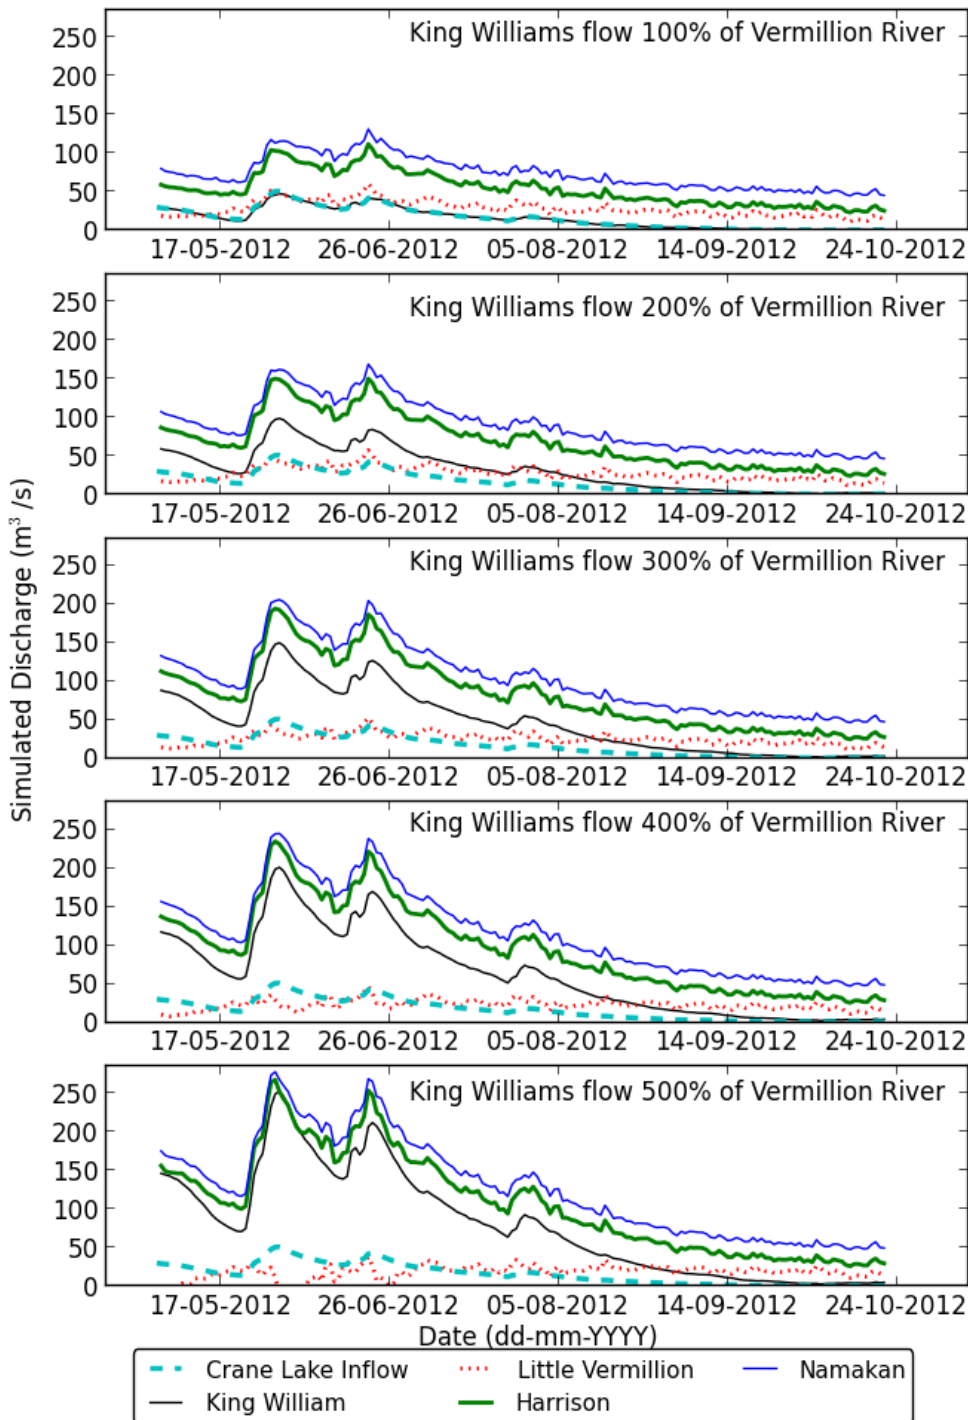 King Williams flow 100% of Vermillion River
250
200
150
100
50
0
17-05-2012 26-06-2012 05-08-2012 14-09-2012 24-10-2012
King Williams flow 200% of Vermillion River
250
200
150
100
50
0
17-05-2012 26-06-2012 05-08-2012 14-09-2012 24-10-2012
King Williams flow 300% of Vermillion River
250
200
150
100
50
0
17-05-2012 26-06-2012 05-08-2012 14-09-2012 24-10-2012
King Williams flow 400% of Vermillion River
250
200
150
100
50
0
17-05-2012 26-06-2012 05-08-2012 14-09-2012 24-10-2012
King Williams flow 500% of Vermillion River
250
200
150
100
50
0
17-05-2012 26-06-2012 05-08-2012 14-09-2012 24-10-2012
Simulated Discharge (m³ /s)
Date (dd-mm-YYYY)
Crane Lake Inflow Little Vermillion Namakan
King William Harrison